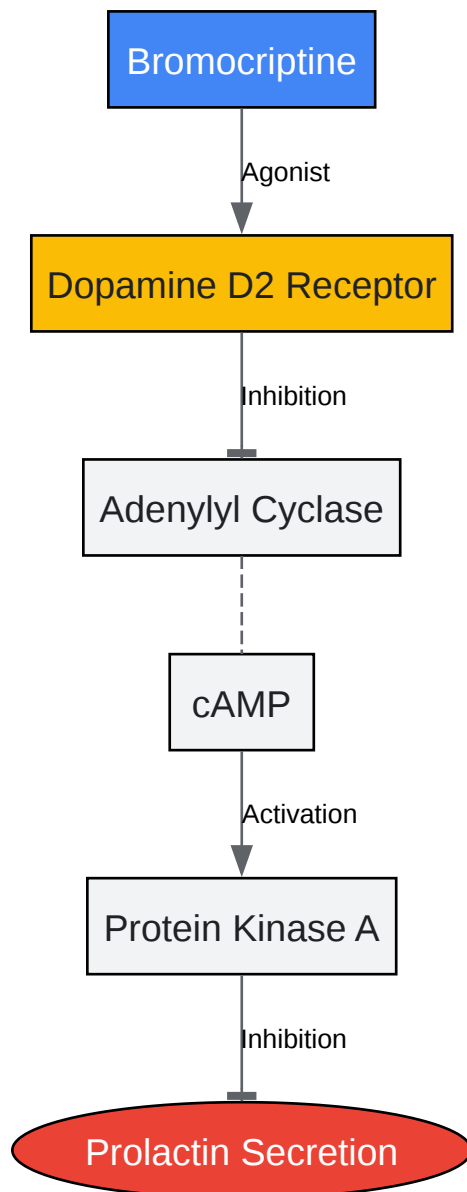 Bromocriptine
Agonist
Dopamine D2 Receptor
Inhibition
Adenylyl Cyclase
cAMP
Activation
Protein Kinase A
Inhibition
Prolactin Secretion